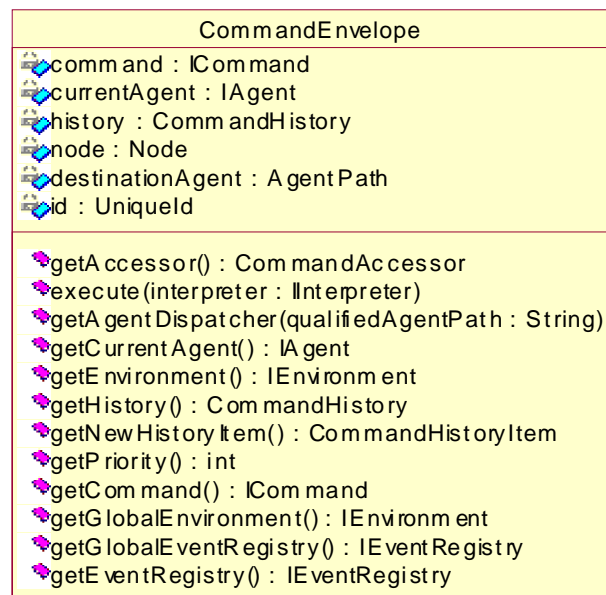 CommandEnvelope
command : ICommand
currentAgent : IAgent
history : CommandHistory
node : Node
destinationAgent : AgentPath
id : UniqueId
getAccessor() : CommandAccessor
execute(interpreter : IInterpreter)
getAgentDispatcher(qualifiedAgentPath : String)
getCurrentAgent() : IAgent
getEnvironment() : IEnvironment
getHistory() : CommandHistory
getNewHistoryItem() : CommandHistoryItem
getPriority() : int
getCommand() : ICommand
getGlobalEnvironment() : IEnvironment
getGlobalEventRegistry() : IEventRegistry
getEventRegistry() : IEventRegistry